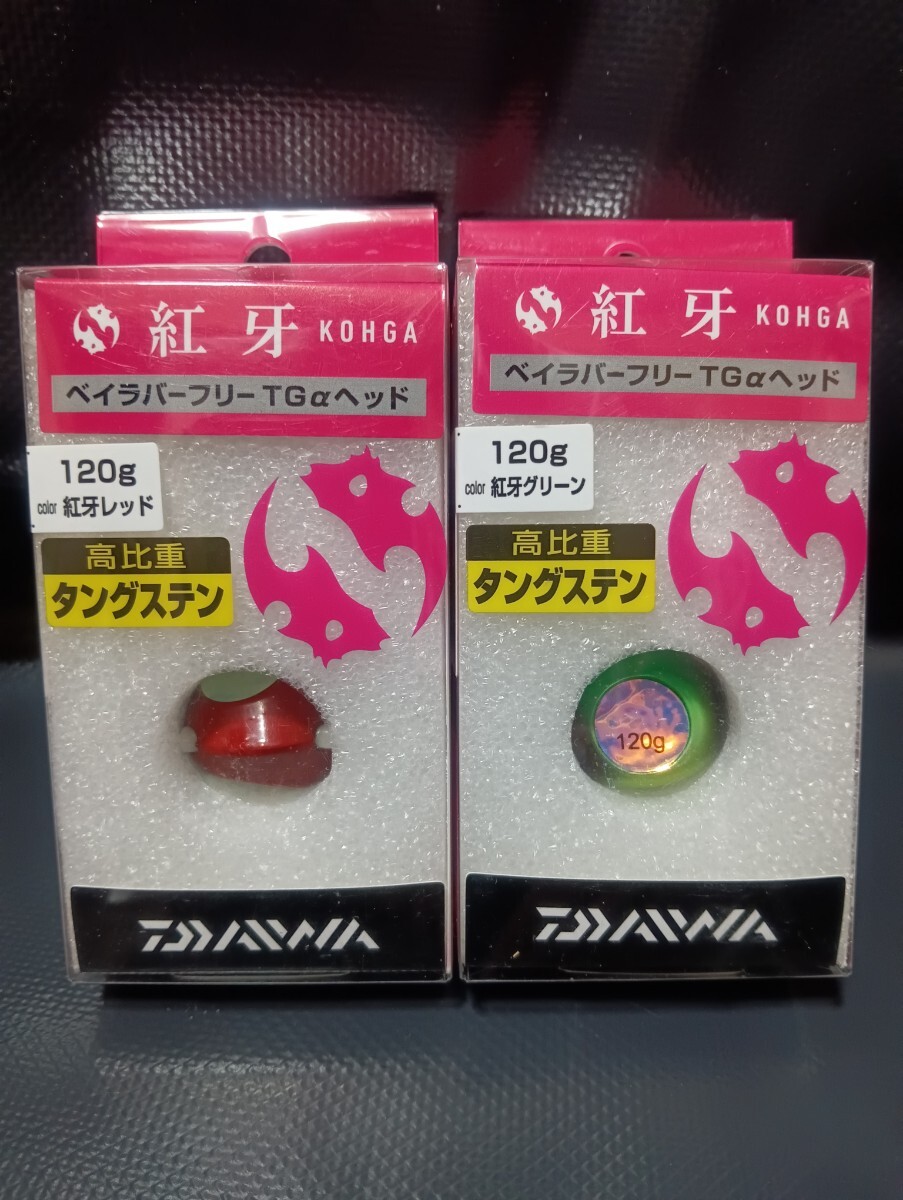 紅牙 KOHGA
ベイラバーフリーTGαヘッド
120g
color 紅牙レッド
高比重
タングステン
DAIWA
紅牙 KOHGA
ベイラバーフリーTGαヘッド
120g
color 紅牙グリーン
高比重
タングステン
120g
DAIWA